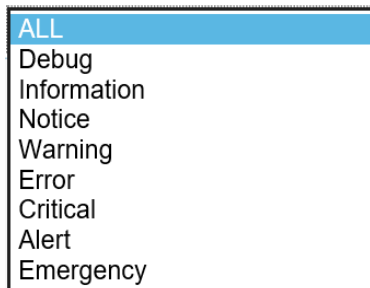 ALL
Debug
Information
Notice
Warning
Error
Critical
Alert
Emergency